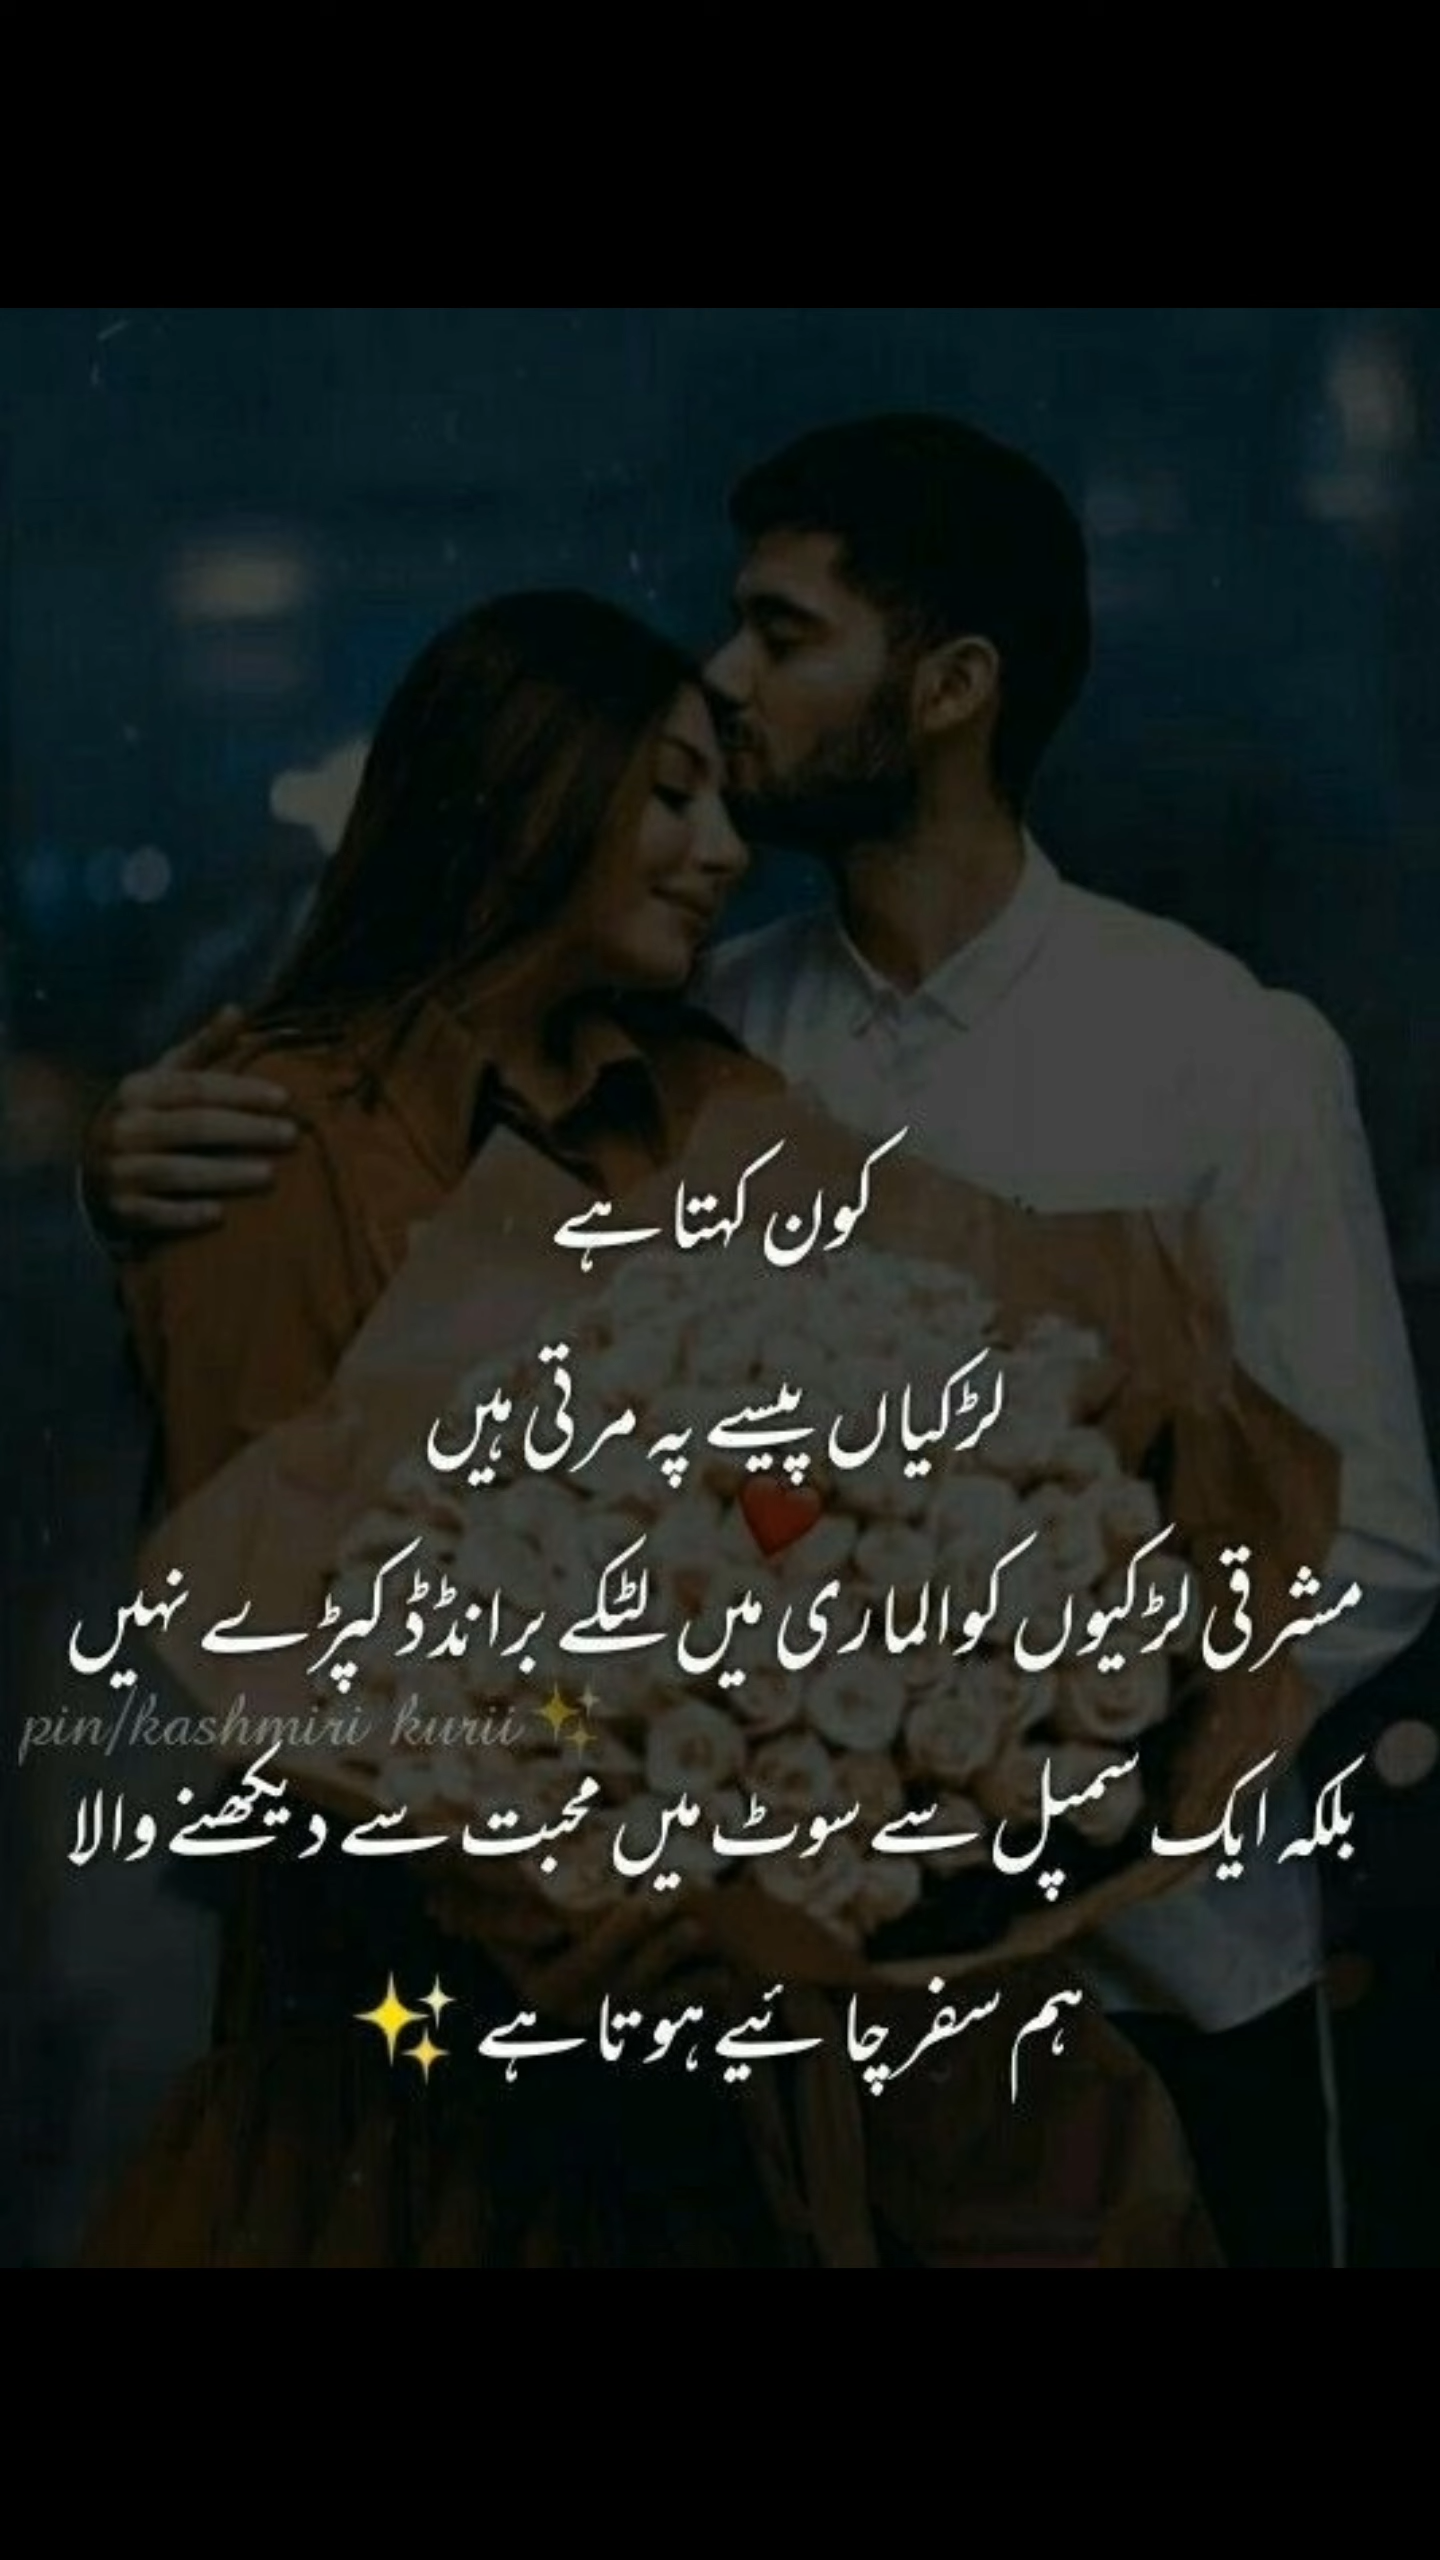 کون کہتا ہے
لڑکیاں پیسے پہ مرتی ہیں
❤️
مشرقی لڑکیوں کو الماری میں لٹکے برانڈڈ کپڑے نہیں
pin/kashmiri kurii✨
بلکہ ایک سمپل سے سوٹ میں محبت سے دیکھنے والا
ہم سفر چائیے ہوتا ہے ✨